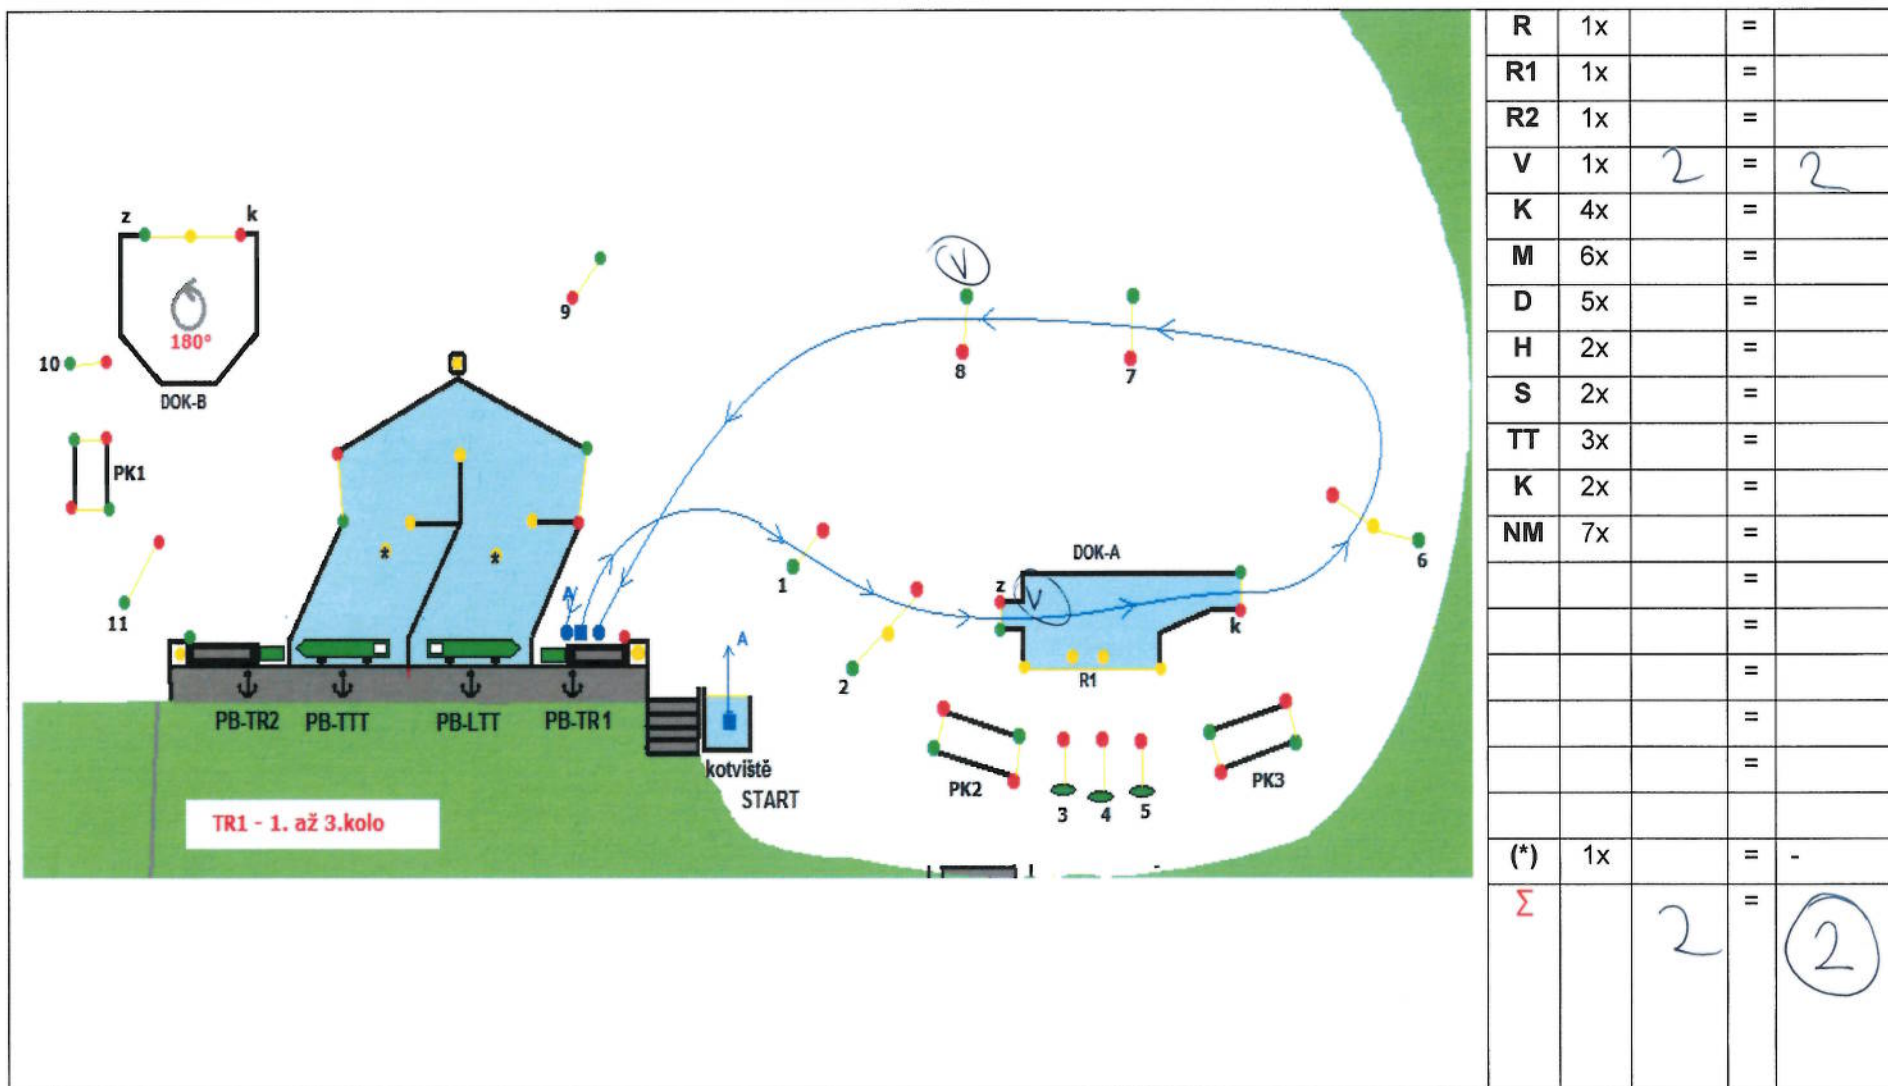 z k
180°
DOK-B
9
10
PK1
11
* *
A'
A
V
8
7
1
2
DOK-A
z V
k
R1
6
PB-TR2 PB-TTT PB-LTT PB-TR1
kotviště
START
PK2
3 4 5
PK3
TR1 - 1. až 3.kolo
R 1x =
R1 1x =
R2 1x =
V 1x 2 = 2
K 4x =
M 6x =
D 5x =
H 2x =
S 2x =
TT 3x =
K 2x =
NM 7x =
=
=
=
=
=
(*) 1x = -
Σ 2 = 2